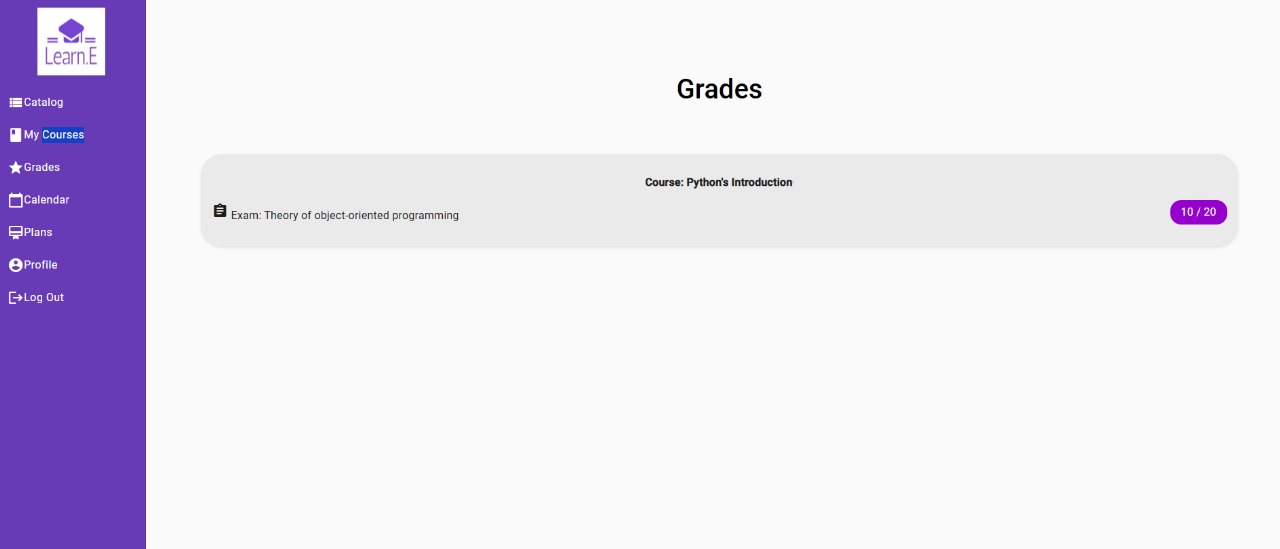 Learn.E
Catalog
My Courses
Grades
Calendar
Plans
Profile
Log Out
Grades
Course: Python's Introduction
Exam: Theory of object-oriented programming
10 / 20